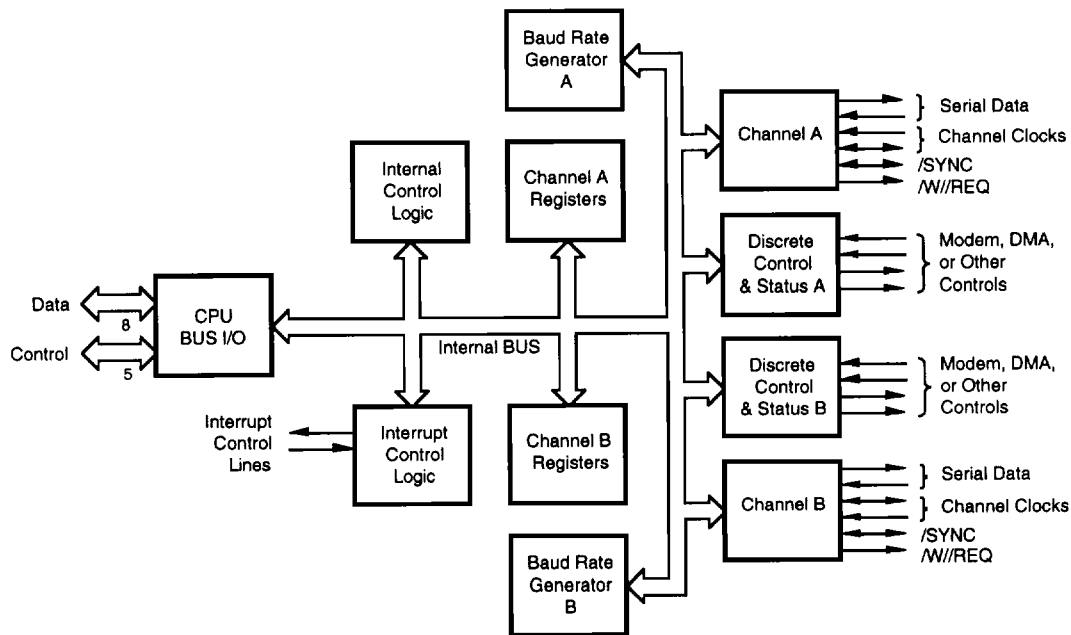 Baud Rate
Generator
A
Channel A
Serial Data
Channel Clocks
/SYNC
/W//REQ
Internal
Control
Logic
Channel A
Registers
Discrete
Control
& Status A
Modem, DMA,
or Other
Controls
Data
8
Control
5
CPU
BUS I/O
Internal BUS
Discrete
Control
& Status B
Modem, DMA,
or Other
Controls
Interrupt
Control
Lines
Interrupt
Control
Logic
Channel B
Registers
Channel B
Serial Data
Channel Clocks
/SYNC
/W//REQ
Baud Rate
Generator
B